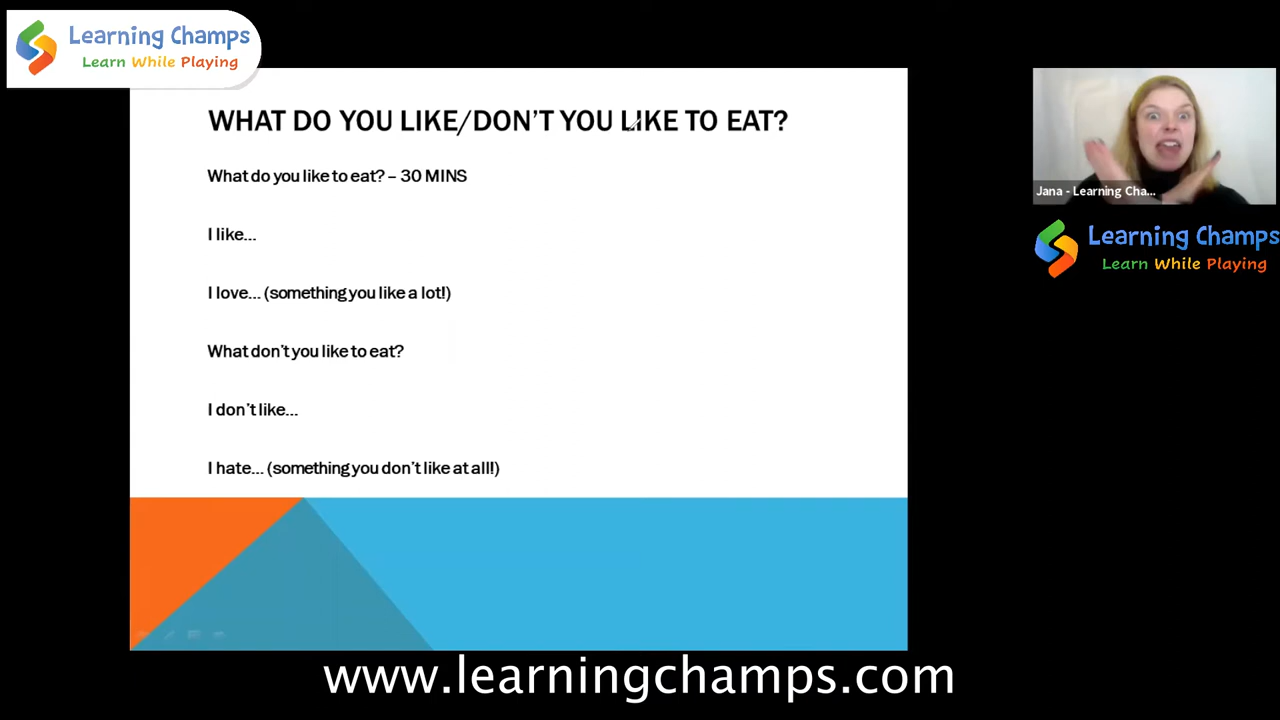 Learning Champs
Learn While Playing
WHAT DO YOU LIKE/DON'T YOU LIKE TO EAT?
What do you like to eat? – 30 MINS
I like...
I love... (something you like a lot!)
What don't you like to eat?
I don't like...
I hate... (something you don't like at all!)
Jana - Learning Cha...
Learning Champs
Learn While Playing
www.learningchamps.com